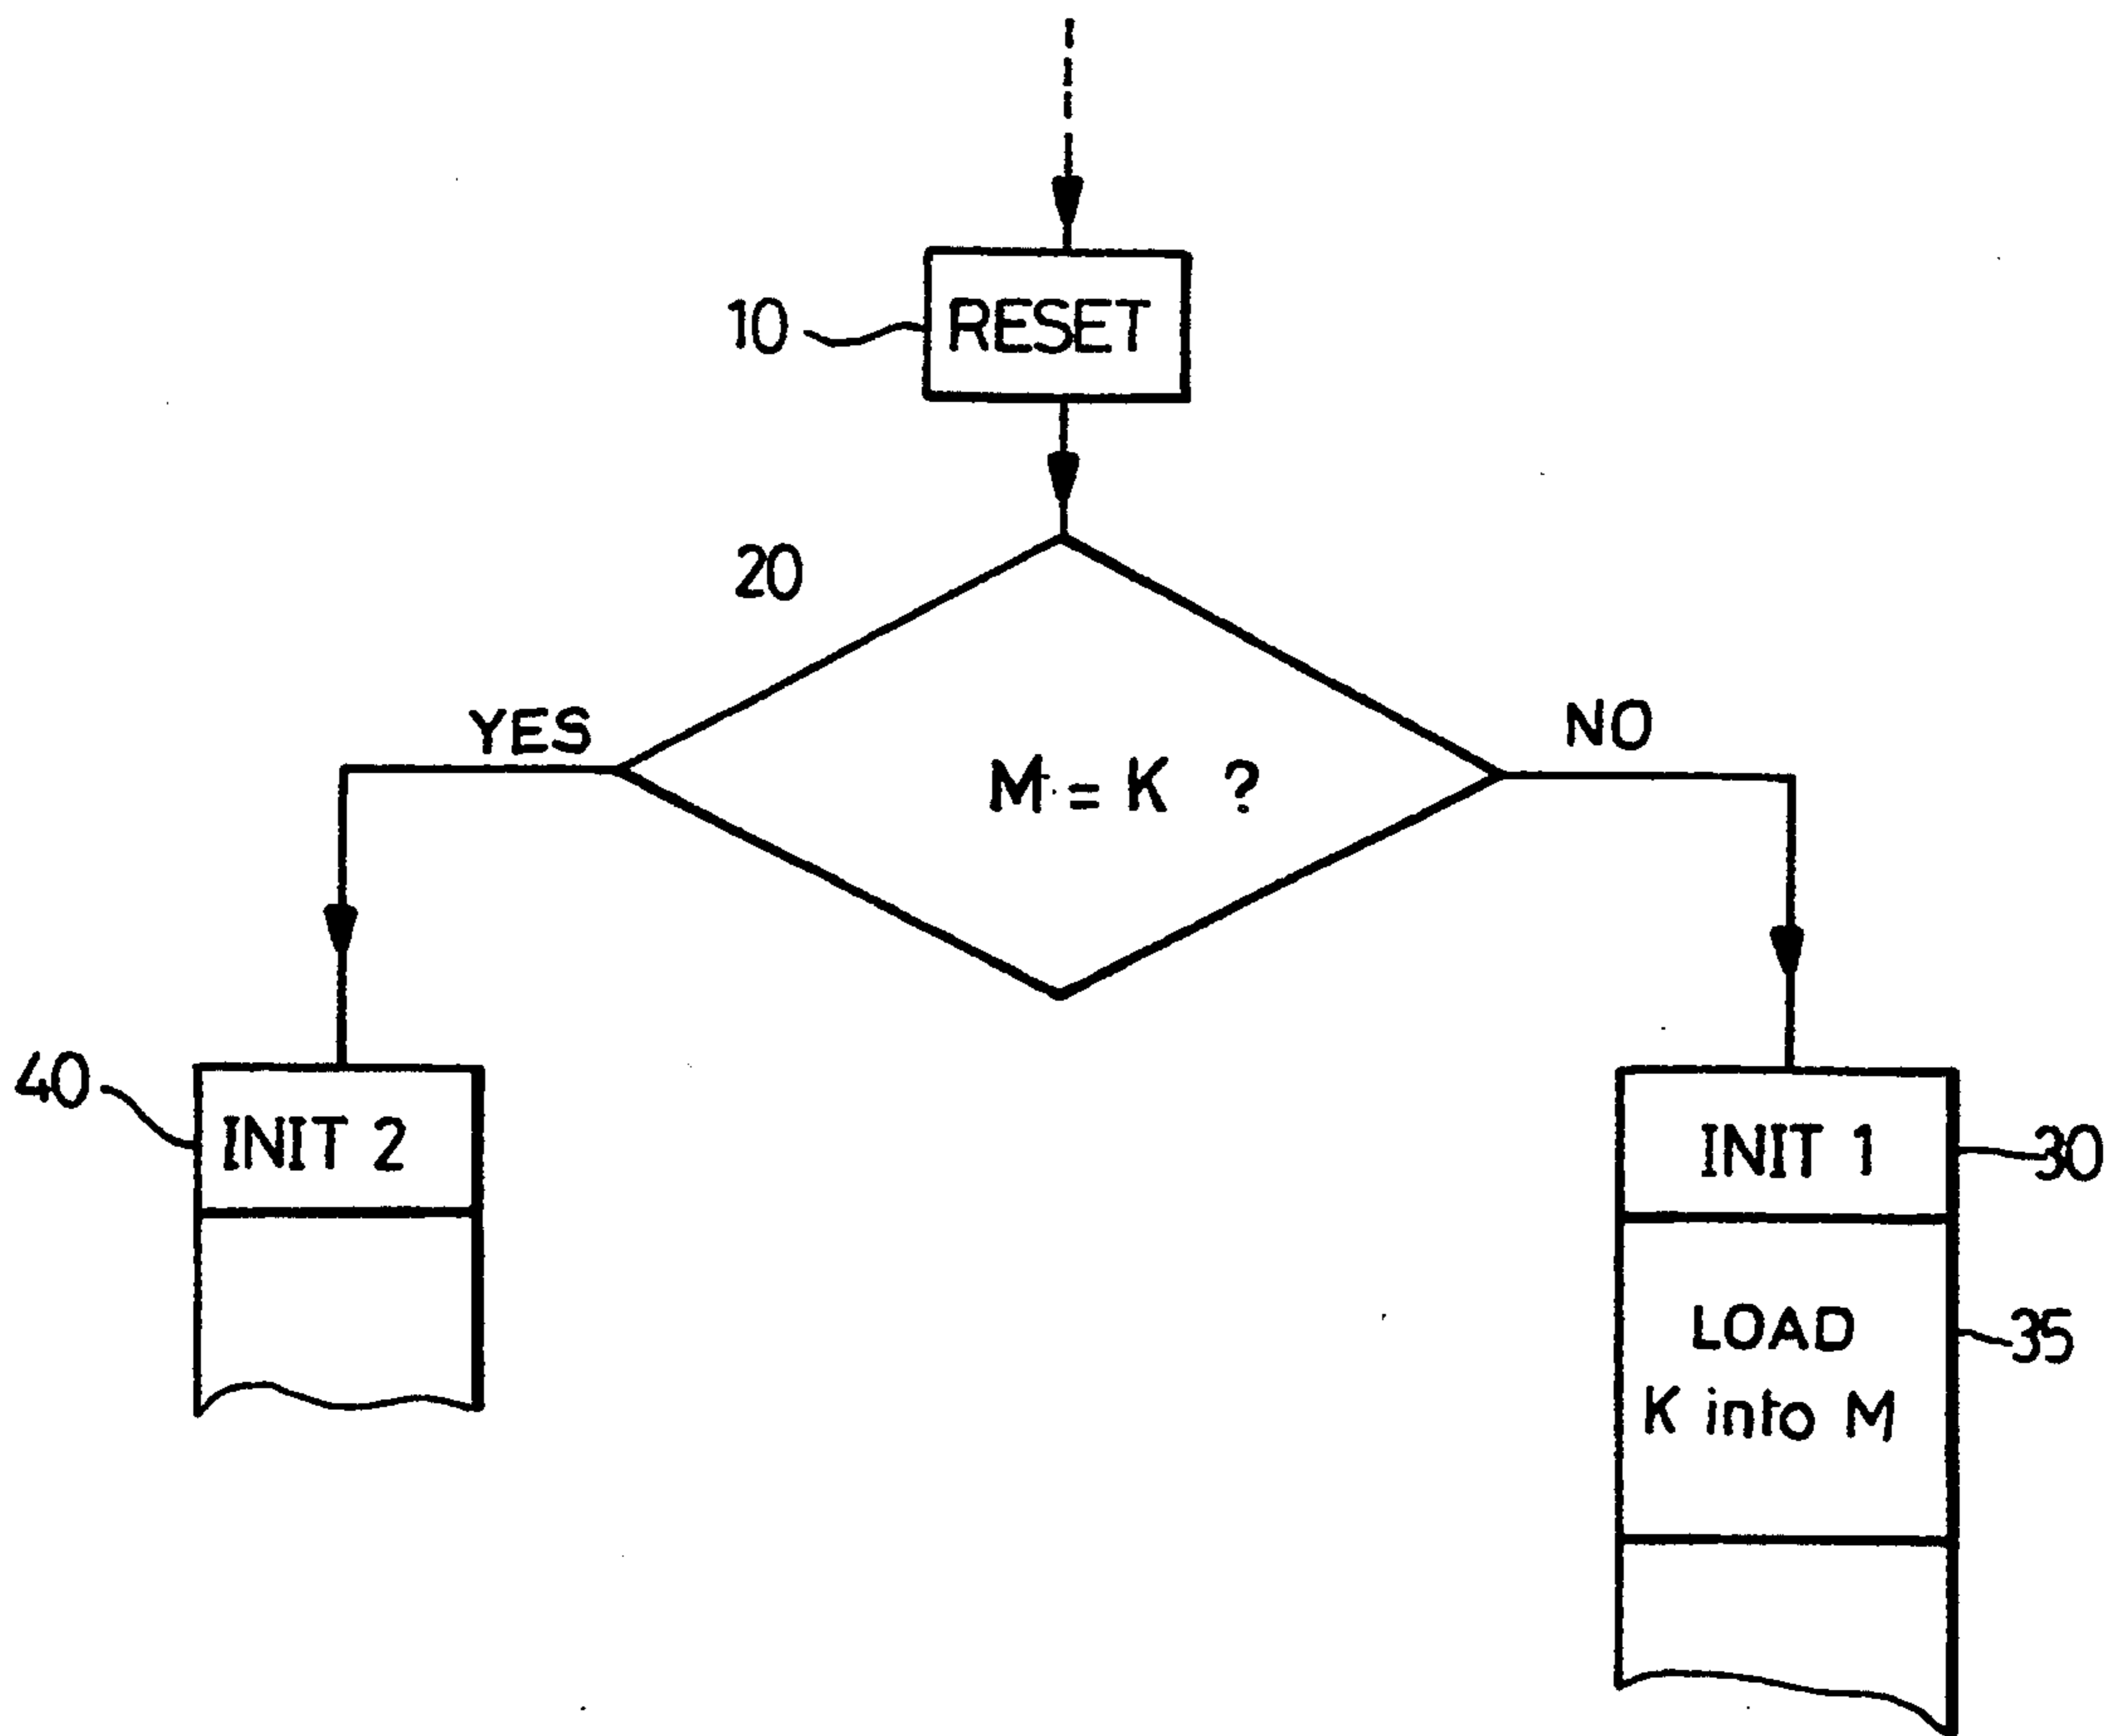 10 RESET
20
YES
NO
M = K ?
40
INIT 2
INIT 1
30
LOAD
35
K into M